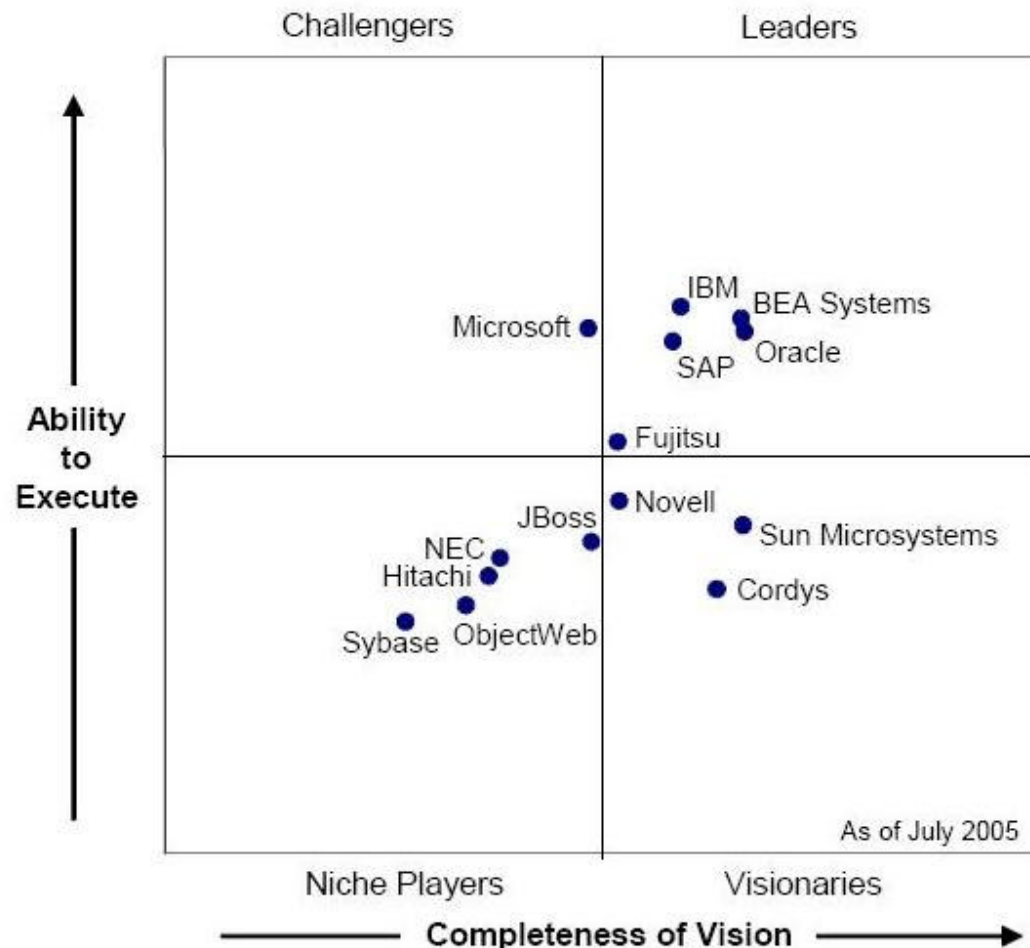 Challengers
Leaders
IBM
BEA Systems
Microsoft
Oracle
SAP
Ability
to
Execute
Fujitsu
Novell
JBoss
Sun Microsystems
NEC
Hitachi
Cordys
ObjectWeb
Sybase
As of July 2005
Niche Players
Visionaries
Completeness of Vision